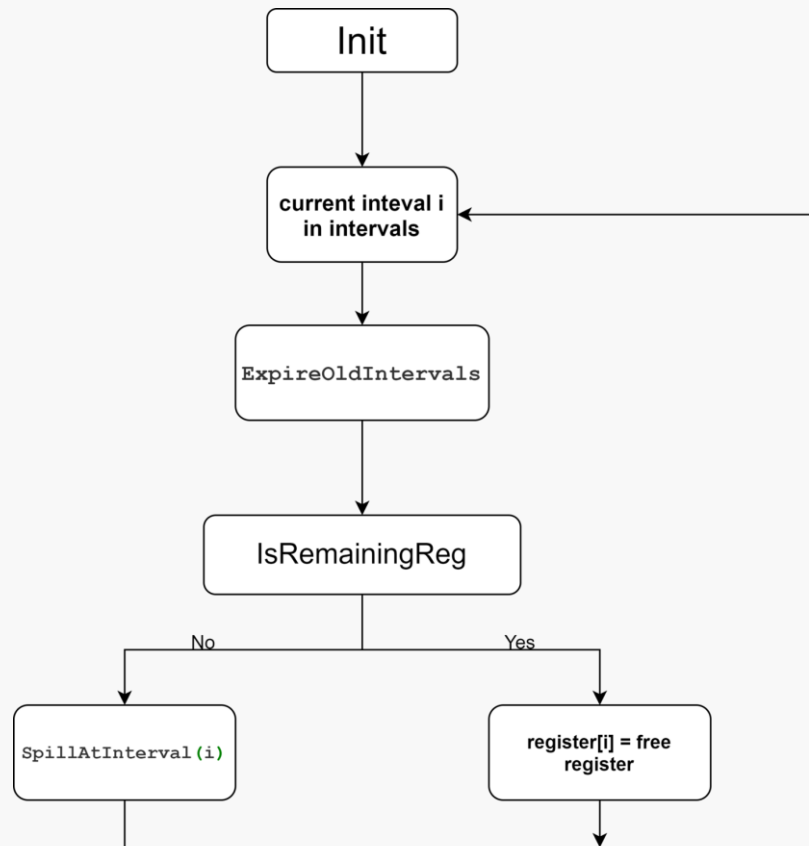 Init
current inteval i
in intervals
ExpireOldIntervals
IsRemainingReg
No
Yes
SpillAtInterval(i)
register[i] = free
register